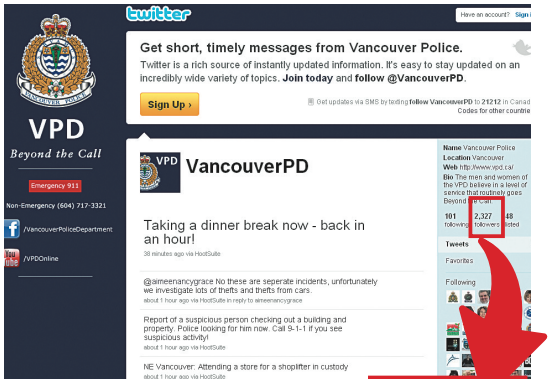 twitter
Have an account? Sign i
VANCOUVER POLICE
VPD
Beyond the Call
Emergency 911
Non-Emergency (604) 717-3321
/VancouverPoliceDepartment
/VPDOnline
Get short, timely messages from Vancouver Police.
Twitter is a rich source of instantly updated information. It's easy to stay updated on an
incredibly wide variety of topics. Join today and follow @VancouverPD.
Sign Up ›
Get updates via SMS by texting follow VancouverPD to 21212 in Canad
Codes for other countrie
VPD
VancouverPD
Taking a dinner break now - back in
an hour!
36 minutes ago via HootSuite
@aimeenancygrace No these are seperate incidents, unfortunately
we investigate lots of thefts and thefts from cars.
about 1 hour ago via HootSuite in reply to aimeenancygrace
Report of a suspicious person checking out a building and
property. Police looking for him now. Call 9-1-1 if you see
suspicious activity!
about 1 hour ago via HootSuite
NE Vancouver: Attending a store for a shoplifter in custody
about 1 hour ago via HootSuite
Name Vancouver Police
Location Vancouver
Web http://www.vpd.ca/
Bio The men and women of
the VPD believe in a level of
service that routinely goes
Beyond the Call.
101 2,327 48
following followers listed
Tweets
Favorites
Following